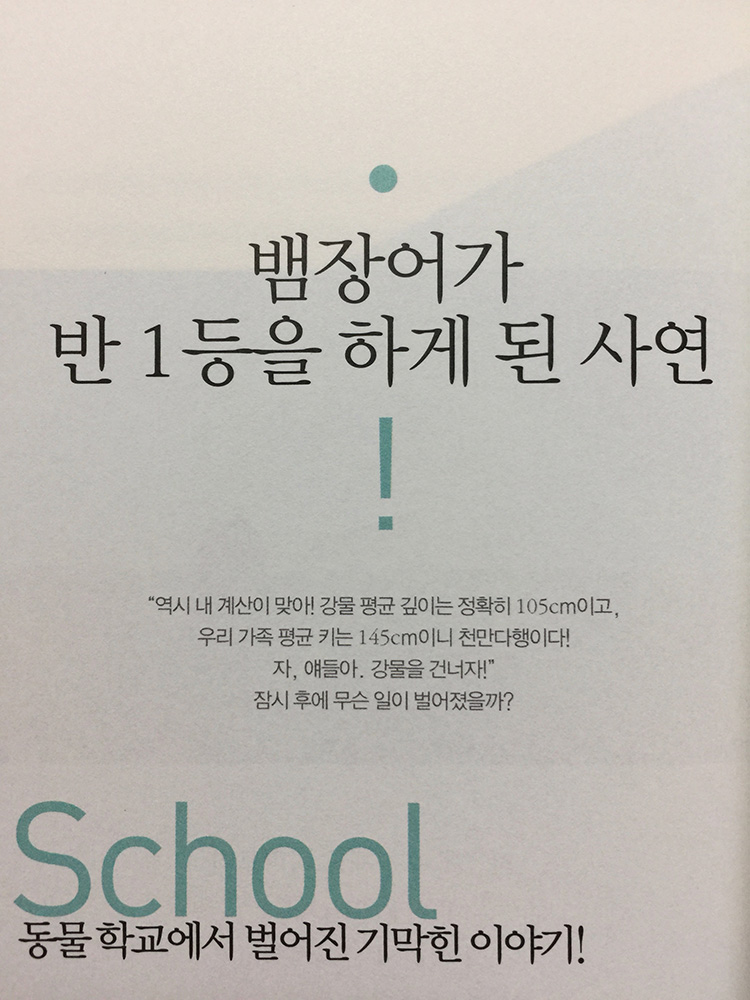 뱀장어가
반 1등을 하게 된 사연
!
“역시 내 계산이 맞아! 강물 평균 깊이는 정확히 105cm이고,
우리 가족 평균 키는 145cm이니 천만다행이다!
자, 얘들아. 강물을 건너자!”
잠시 후에 무슨 일이 벌어졌을까?
School
동물 학교에서 벌어진 기막힌 이야기!